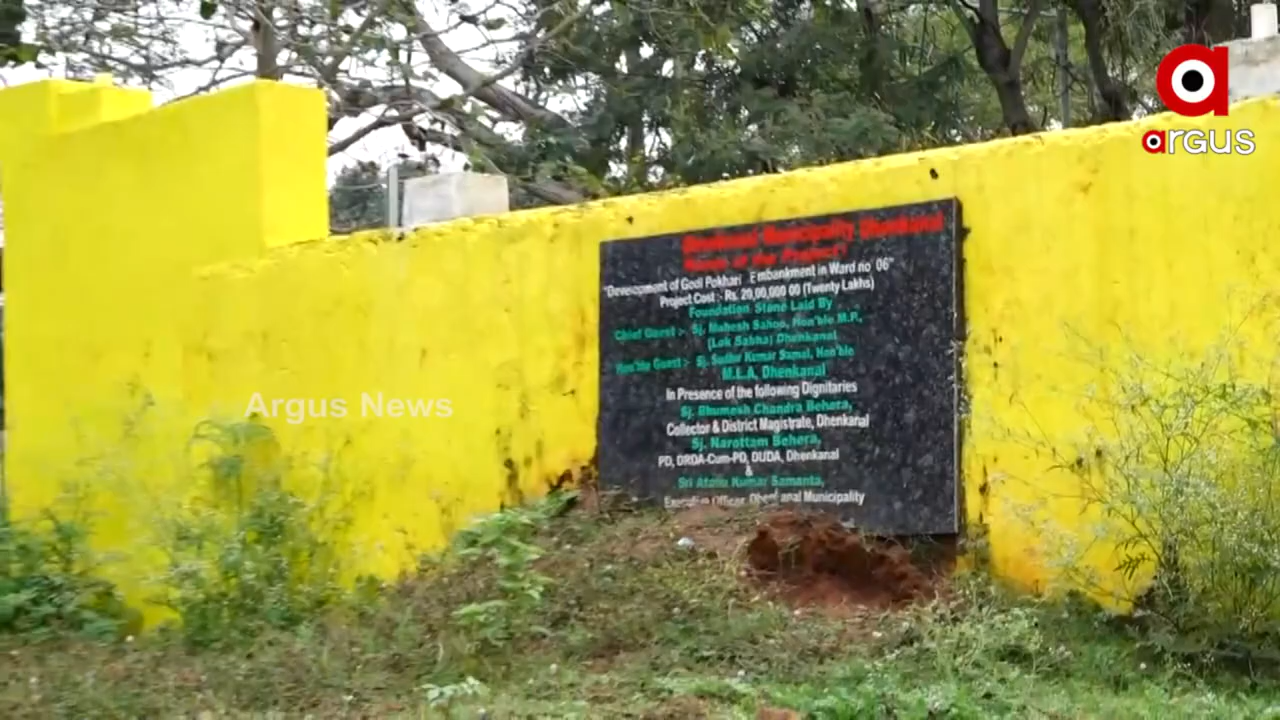 argus
Dhenkanal Municipality Dhenkanal
Name of the Project"
"Development of Godi Pokhari Embankment in Ward no 06"
Project Cost :- Rs. 20,00,000 00 (Twenty Lakhs)
Foundation Stone Laid By
Chief Guest :- Sj. Mahesh Sahoo, Hon'ble M.P.,
(Lok Sabha) Dhenkanal
Hon'ble Guest :- Sj. Sudhir Kumar Samal, Hon'ble
M.L.A, Dhenkanal
In Presence of the following Dignitaries
Sj. Bhumesh Chandra Behera,
Collector & District Magistrate, Dhenkanal
Sj. Narottam Behera,
PD, DRDA-Cum-PD, DUDA, Dhenkanal
&
Sri Atanu Kumar Samanta,
Executive Officer, Dhenkanal Municipality
Argus News